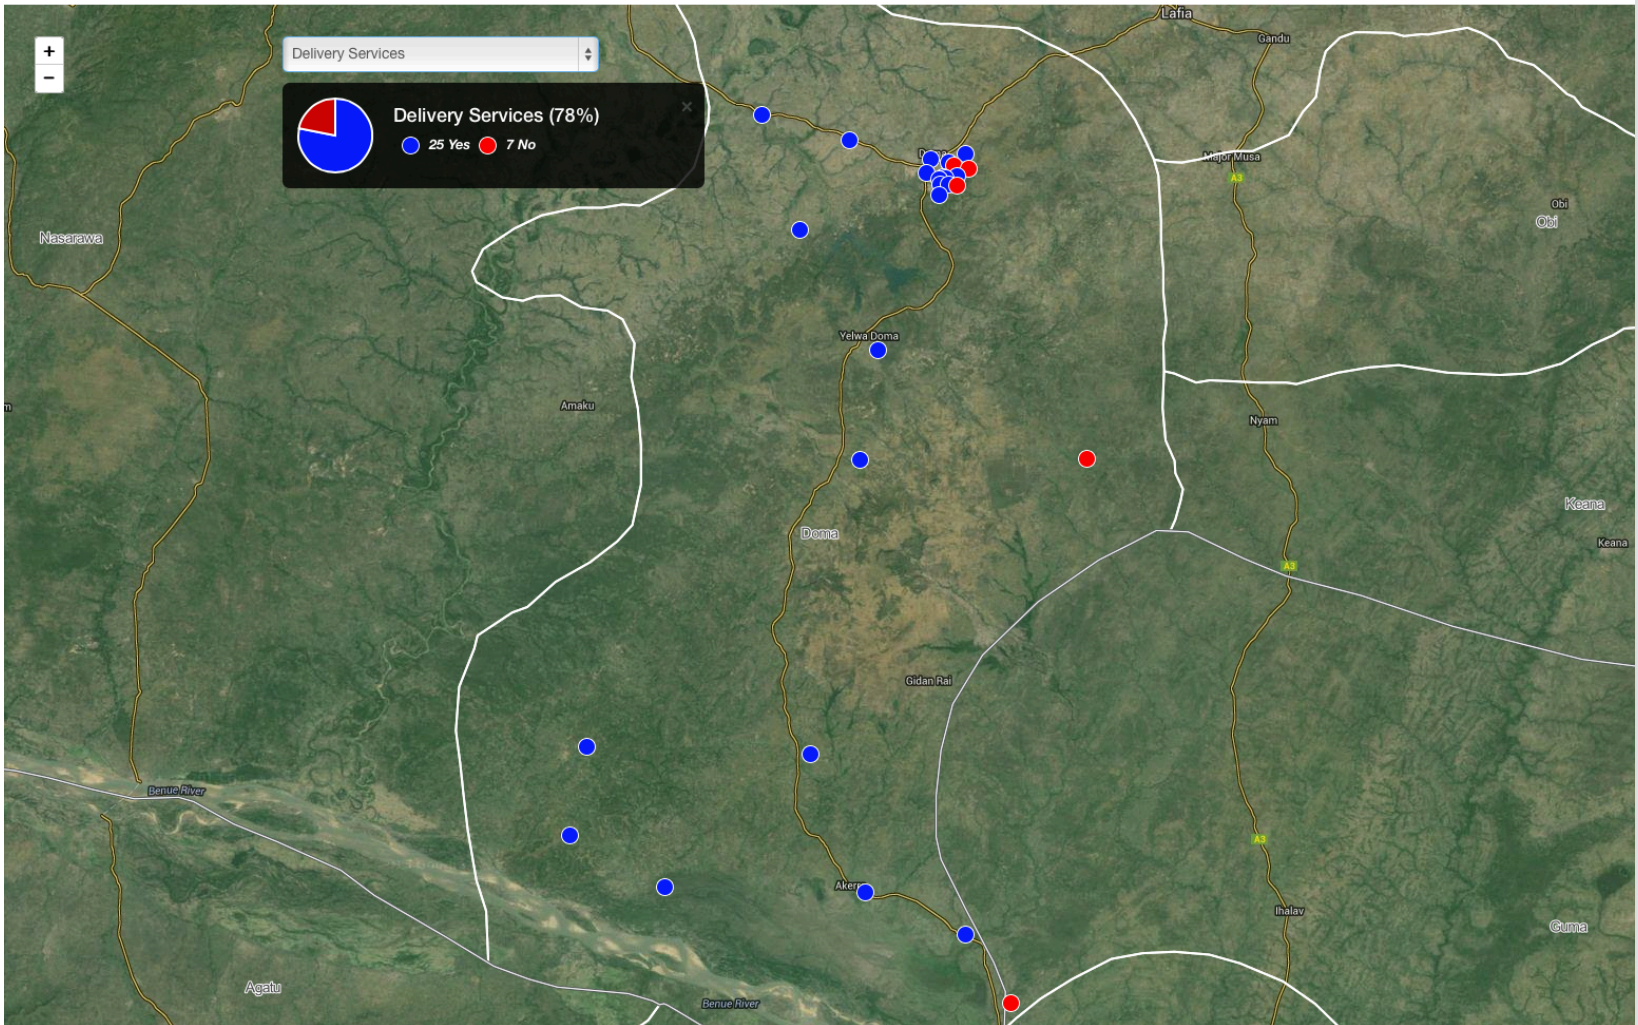 Lafia
Gandu
+
−
Delivery Services
Delivery Services (78%)
×
25 Yes
7 No
Major Musa
A3
Obi
Obi
Nasarawa
Yelwa Doma
Amaku
Nyam
Keana
Doma
Keana
A3
Gidan Rai
Benue River
A3
Ihalav
Guma
Agatu
Benue River